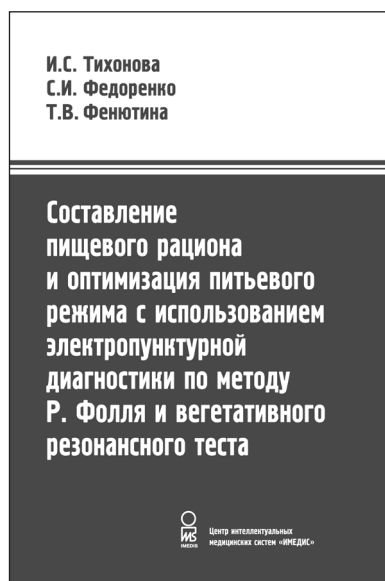 И.С. Тихонова
С.И. Федоренко
Т.В. Фенютина
Составление
пищевого рациона
и оптимизация питьевого
режима с использованием
электропунктурной
диагностики по методу
Р. Фолля и вегетативного
резонансного теста
IMS
IMEDIS
Центр интеллектуальных
медицинских систем «ИМЕДИС»